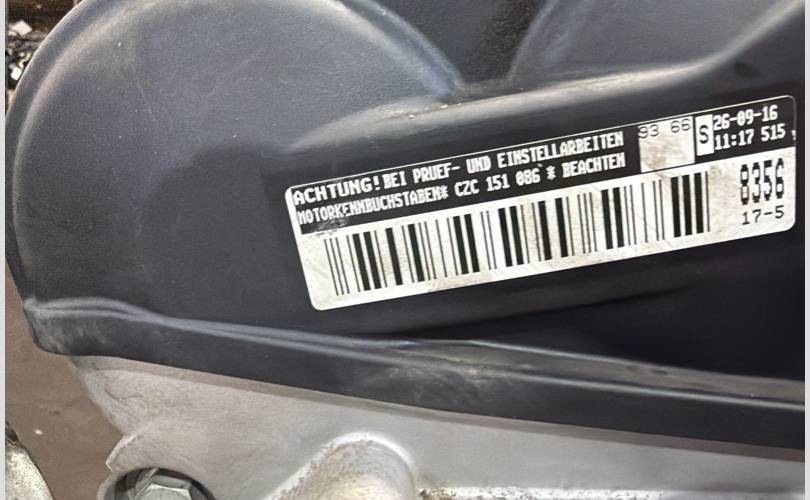 ACHTUNG! BEI PRUEF- UND EINSTELLARBEITEN
MOTORKENNBUCHSTABEN* CZC 151 086 * BEACHTEN
93 66
S
26-09-16
11:17 515
8356
17-5